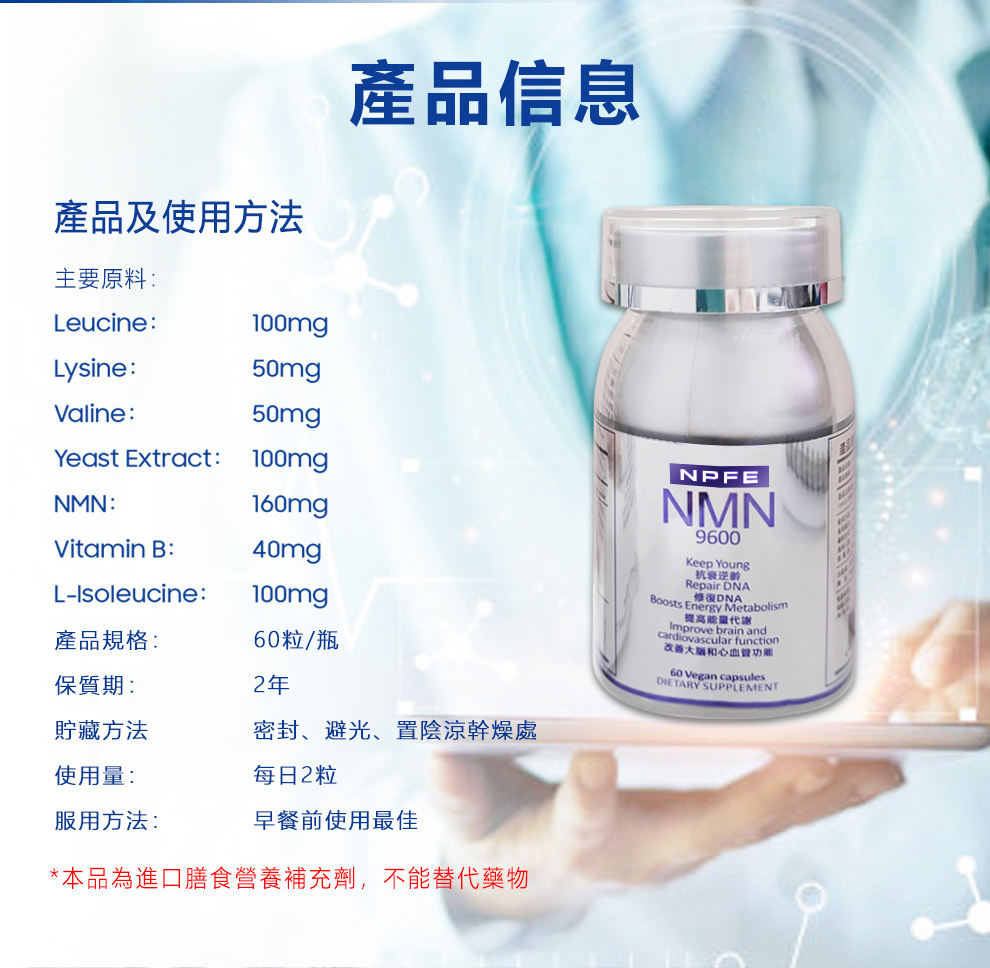 產品信息
產品及使用方法
主要原料：
Leucine： 100mg
Lysine： 50mg
Valine： 50mg
Yeast Extract： 100mg
NMN： 160mg
Vitamin B： 40mg
L-Isoleucine： 100mg
產品規格： 60粒/瓶
保質期： 2年
貯藏方法 密封、避光、置陰涼幹燥處
使用量： 每日2粒
服用方法： 早餐前使用最佳
*本品為進口膳食營養補充劑，不能替代藥物
NPFE
NMN
9600
Keep Young
抗衰逆齡
Repair DNA
修復DNA
Boosts Energy Metabolism
提高能量代謝
Improve brain and
cardiovascular function
改善大腦和心血管功能
60 Vegan capsules
DIETARY SUPPLEMENT